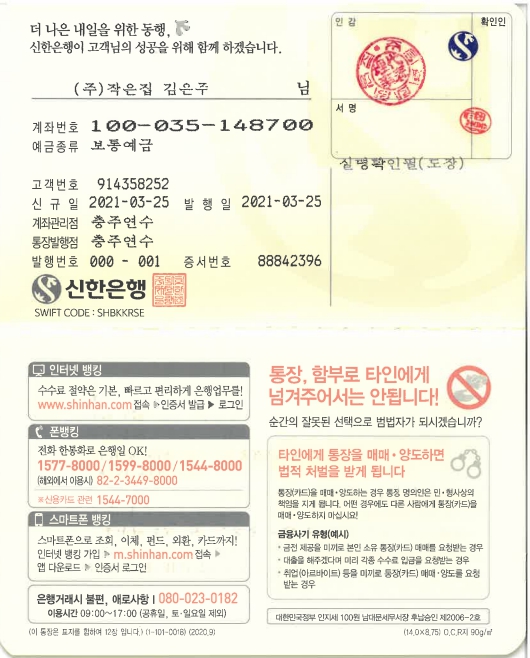 더 나은 내일을 위한 동행,
신한은행이 고객님의 성공을 위해 함께 하겠습니다.
인 감
확인인
(주)작은집 김은주 님
서 명
계좌번호 100-035-148700
예금종류 보통예금
실명확인필(도장)
고객번호 914358252
신 규 일 2021-03-25 발 행 일 2021-03-25
계좌관리점 충주연수
통장발행점 충주연수
발행번호 000 - 001 증서번호 88842396
신한은행
SWIFT CODE : SHBKKRSE
인터넷 뱅킹
수수료 절약은 기본, 빠르고 편리하게 은행업무를!
www.shinhan.com 접속 ▶인증서 발급 ▶ 로그인
폰뱅킹
전화 한통화로 은행일 OK!
1577-8000 / 1599-8000 / 1544-8000
(해외에서 이용시) 82-2-3449-8000
※신용카드 관련 1544-7000
스마트폰 뱅킹
스마트폰으로 조회, 이체, 펀드, 외환, 카드까지!
인터넷 뱅킹 가입 ▶ m.shinhan.com 접속 ▶
앱 다운로드 ▶ 인증서 로그인
은행거래시 불편, 애로사항 | 080-023-0182
이용시간 09:00~17:00 (공휴일, 토·일요일 제외)
(이 통장은 표지를 합하여 12장 입니다.) (1-101-0018) (2020.9)
통장, 함부로 타인에게
넘겨주어서는 안됩니다!
순간의 잘못된 선택으로 범법자가 되시겠습니까?
타인에게 통장을 매매·양도하면
법적 처벌을 받게 됩니다
통장(카드)을 매매·양도하는 경우 통장 명의인은 민·형사상의
책임을 지게 됩니다. 어떤 경우에도 다른 사람에게 통장(카드)을
매매·양도하지 마십시요!
금융사기 유형(예시)
• 금전 제공을 미끼로 본인 소유 통장(카드) 매매를 요청받는 경우
• 대출을 해주겠다며 미리 각종 수수료 입금을 요청받는 경우
• 취업(아르바이트) 등을 미끼로 통장(카드) 매매·양도를 요청
받는 경우
대한민국정부 인지세 100원 남대문세무서장 후납승인 제2006-2호
(14.0×8.75) O.C.R지 90g/㎡